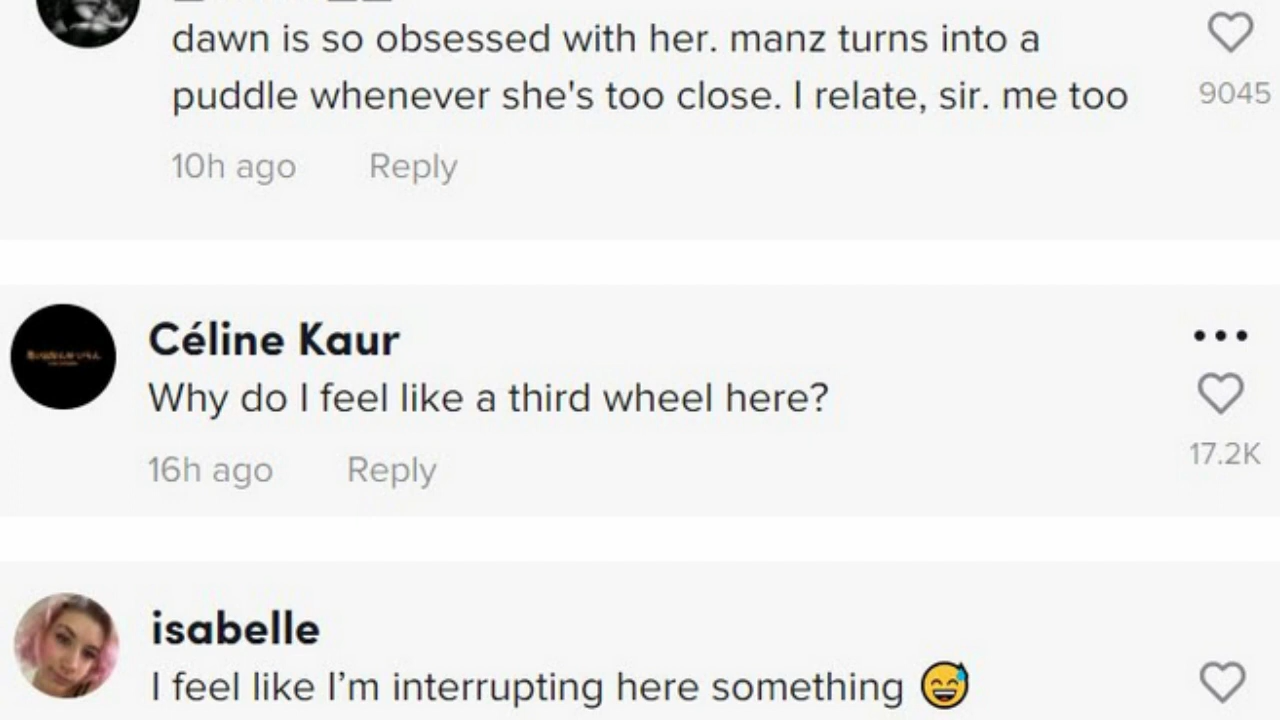 dawn is so obsessed with her. manz turns into a
puddle whenever she's too close. I relate, sir. me too
9045
10h ago Reply
Céline Kaur
Why do I feel like a third wheel here?
17.2K
16h ago Reply
isabelle
I feel like I’m interrupting here something 😅